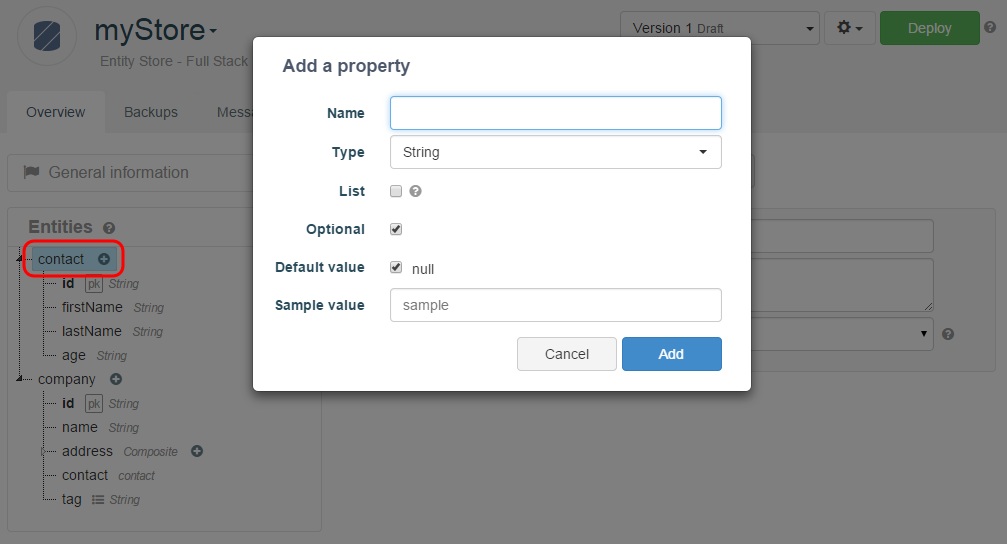 myStore
Entity Store - Full Stack
Version 1 Draft
Deploy
Overview
Backups
Messa
General information
Entities
contact
id pk String
firstName String
lastName String
age String
company
id pk String
name String
address Composite
contact contact
tag String
Add a property
Name
Type String
List
Optional
Default value null
Sample value sample
Cancel
Add